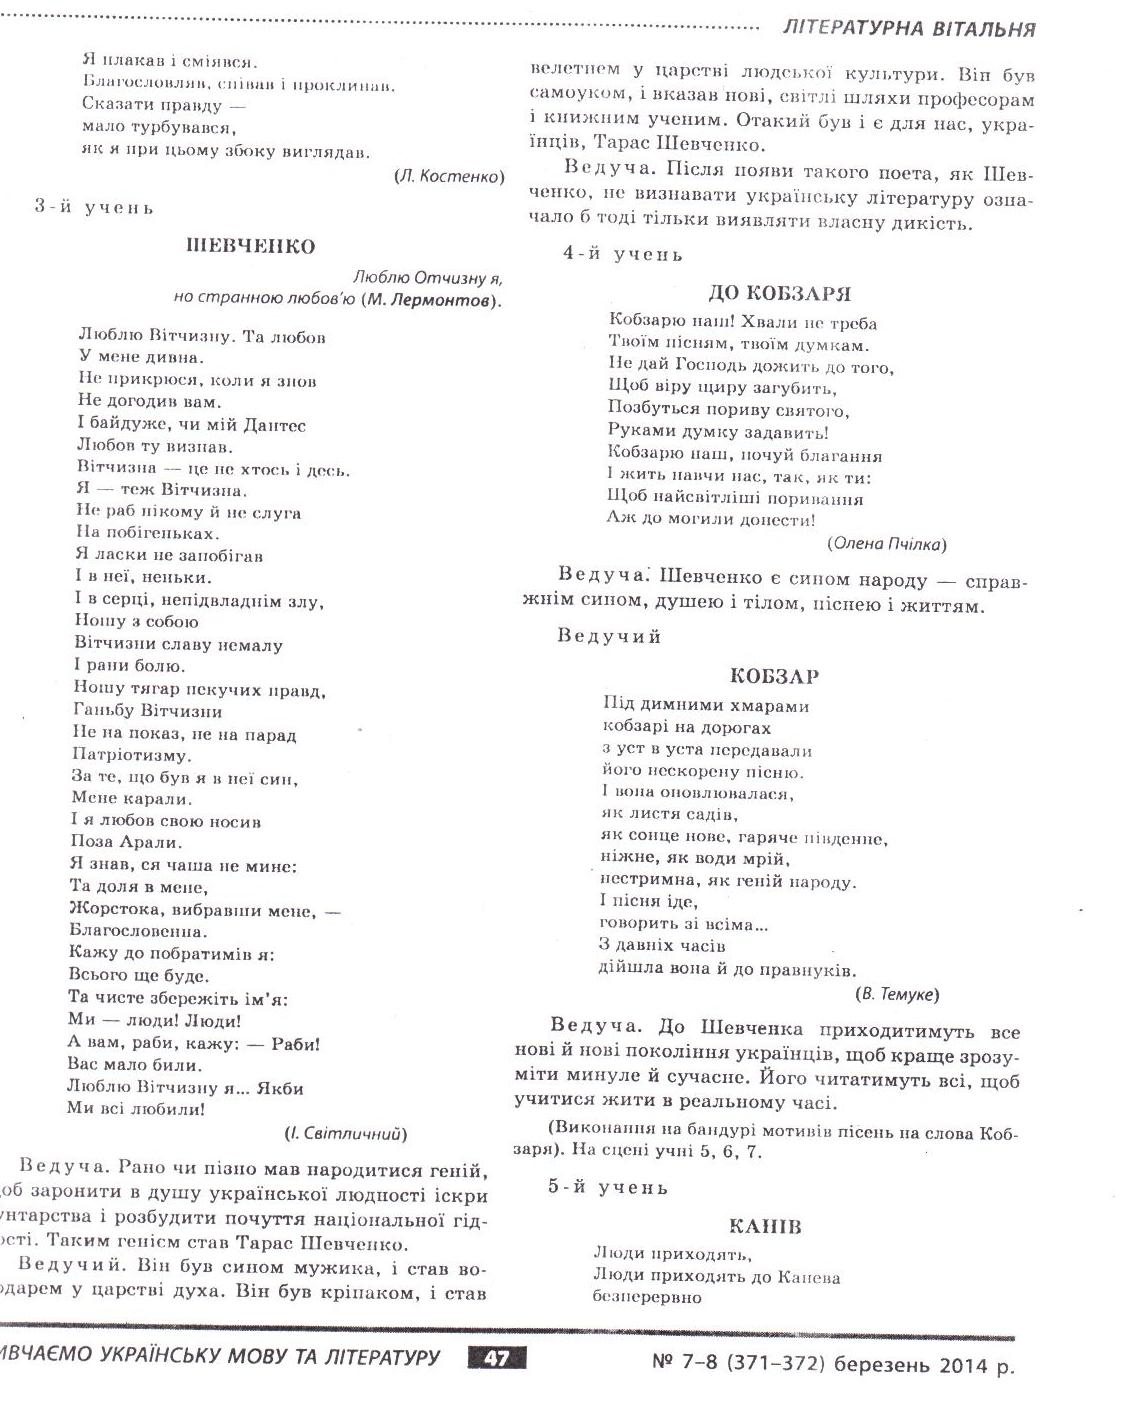 ЛІТЕРАТУРНА ВІТАЛЬНЯ
Я плакав і сміявся.
Благословляв, співав і проклинав.
Сказати правду —
мало турбувався,
як я при цьому збоку виглядав.
(Л. Костенко)
3-й учень
ШЕВЧЕНКО
Люблю Отчизну я,
но странною любов'ю (М. Лермонтов).
Люблю Вітчизну. Та любов
У мене дивна.
Не прикрюся, коли я знов
Не догодив вам.
І байдуже, чи мій Дантес
Любов ту визнав.
Вітчизна — це не хтось і десь.
Я — теж Вітчизна.
Не раб нікому й не слуга
На побігеньках.
Я ласки не запобігав
І в неї, неньки.
І в серці, непідвладнім злу,
Ношу з собою
Вітчизни славу немалу
І рани болю.
Ношу тягар пекучих правд,
Ганьбу Вітчизни
Не на показ, не на парад
Патріотизму.
За те, що був я в неї син,
Мене карали.
І я любов свою носив
Поза Арали.
Я знав, ся чаша не мине:
Та доля в мене,
Жорстока, вибравши мене, —
Благословенна.
Кажу до побратимів я:
Всього ще буде.
Та чисте збережіть ім'я:
Ми — люди! Люди!
А вам, раби, кажу: — Раби!
Вас мало били.
Люблю Вітчизну я... Якби
Ми всі любили!
(І. Світличний)
Ведуча. Рано чи пізно мав народитися геній,
об заронити в душу української людності іскри
унтарства і розбудити почуття національної гід-
ості. Таким генієм став Тарас Шевченко.
Ведучий. Він був сином мужика, і став во-
одарем у царстві духа. Він був кріпаком, і став
велетнем у царстві людської культури. Він був
самоуком, і вказав нові, світлі шляхи професорам
і книжним ученим. Отакий був і є для нас, укра-
їнців, Тарас Шевченко.
Ведуча. Після появи такого поета, як Шев-
ченко, не визнавати українську літературу озна-
чало б тоді тільки виявляти власну дикість.
4-й учень
ДО КОБЗАРЯ
Кобзарю наш! Хвали не треба
Твоїм пісням, твоїм думкам.
Не дай Господь дожить до того,
Щоб віру щиру загубить,
Позбуться пориву святого,
Руками думку задавить!
Кобзарю наш, почуй благання
І жить навчи нас, так, як ти:
Щоб найсвітліші поривання
Аж до могили донести!
(Олена Пчілка)
Ведуча. Шевченко є сином народу — справ-
жнім сином, душею і тілом, піснею і життям.
Ведучий
КОБЗАР
Під димними хмарами
кобзарі на дорогах
з уст в уста передавали
його нескорену пісню.
І вона оновлювалася,
як листя садів,
як сонце нове, гаряче південне,
ніжне, як води мрій,
нестримна, як геній народу.
І пісня іде,
говорить зі всіма...
З давніх часів
дійшла вона й до правнуків.
(В. Темуке)
Ведуча. До Шевченка приходитимуть все
нові й нові покоління українців, щоб краще зрозу-
міти минуле й сучасне. Його читатимуть всі, щоб
учитися жити в реальному часі.
(Виконання на бандурі мотивів пісень на слова Коб-
заря). На сцені учні 5, 6, 7.
5-й учень
КАНІВ
Люди приходять,
Люди приходять до Канева
безперервно
ИВЧАЄМО УКРАЇНСЬКУ МОВУ ТА ЛІТЕРАТУРУ 47 № 7–8 (371–372) березень 2014 р.